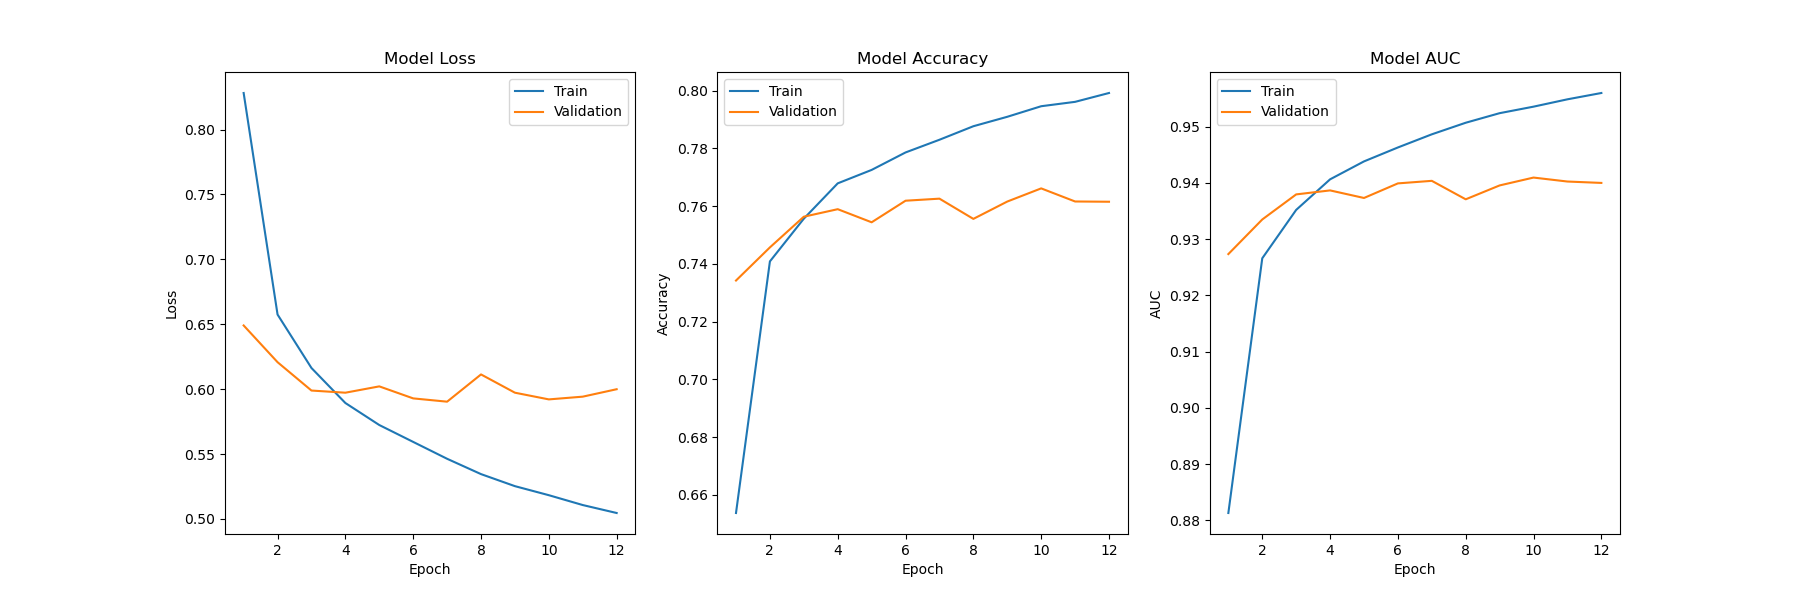 Model Loss
Train
Validation
0.80
0.75
0.70
0.65
0.60
0.55
0.50
Loss
2 4 6 8 10 12
Epoch
Model Accuracy
Train
Validation
0.80
0.78
0.76
0.74
0.72
0.70
0.68
0.66
Accuracy
2 4 6 8 10 12
Epoch
Model AUC
Train
Validation
0.95
0.94
0.93
0.92
0.91
0.90
0.89
0.88
AUC
2 4 6 8 10 12
Epoch